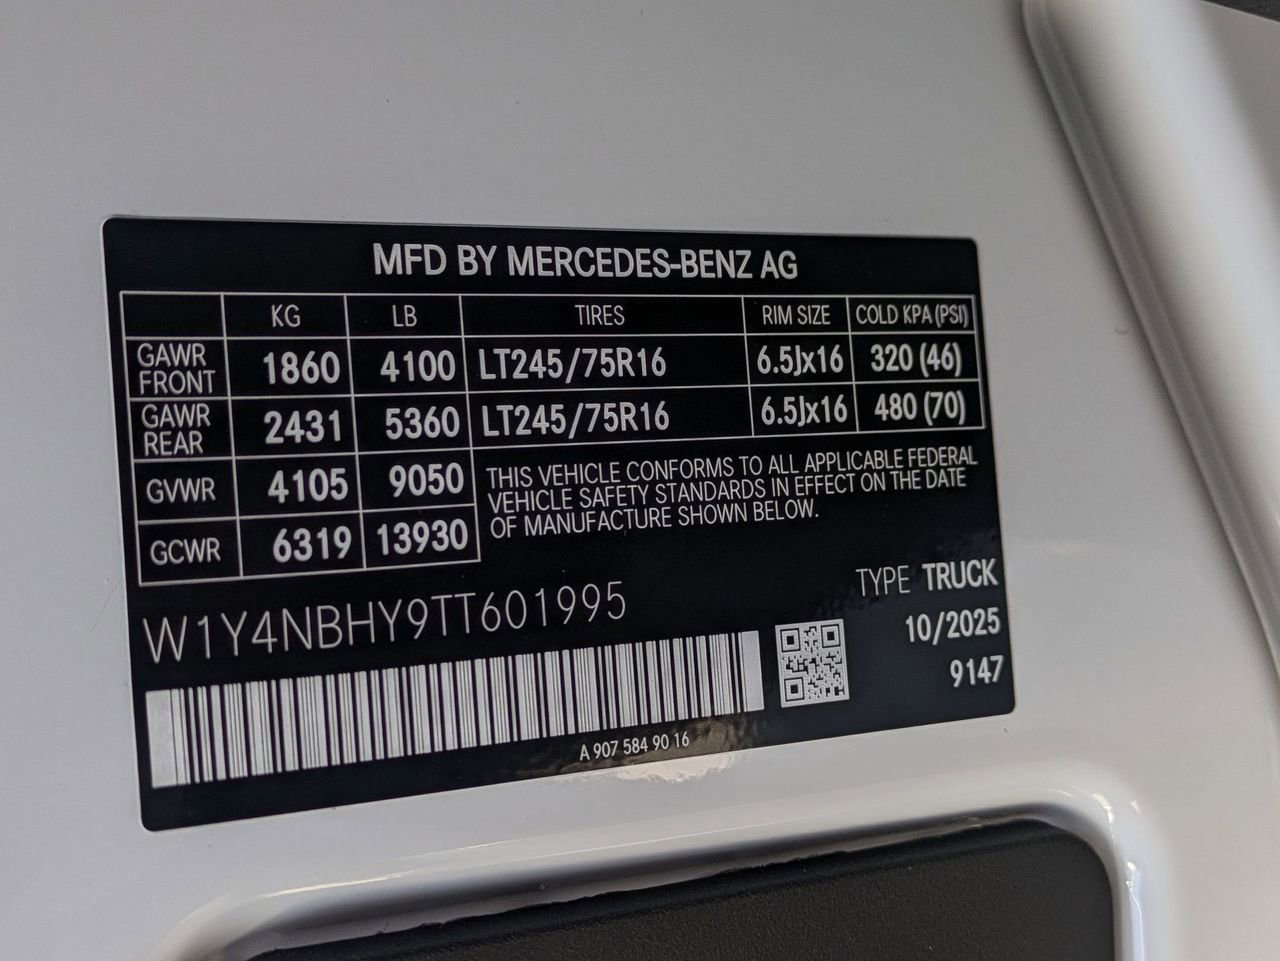 MFD BY MERCEDES-BENZ AG
KG LB TIRES RIM SIZE COLD KPA (PSI)
GAWR FRONT 1860 4100 LT245/75R16 6.5Jx16 320 (46)
GAWR REAR 2431 5360 LT245/75R16 6.5Jx16 480 (70)
GVWR 4105 9050
GCWR 6319 13930
THIS VEHICLE CONFORMS TO ALL APPLICABLE FEDERAL
VEHICLE SAFETY STANDARDS IN EFFECT ON THE DATE
OF MANUFACTURE SHOWN BELOW.
TYPE TRUCK
W1Y4NBHY9TT601995
10/2025
9147
A 907 584 90 16